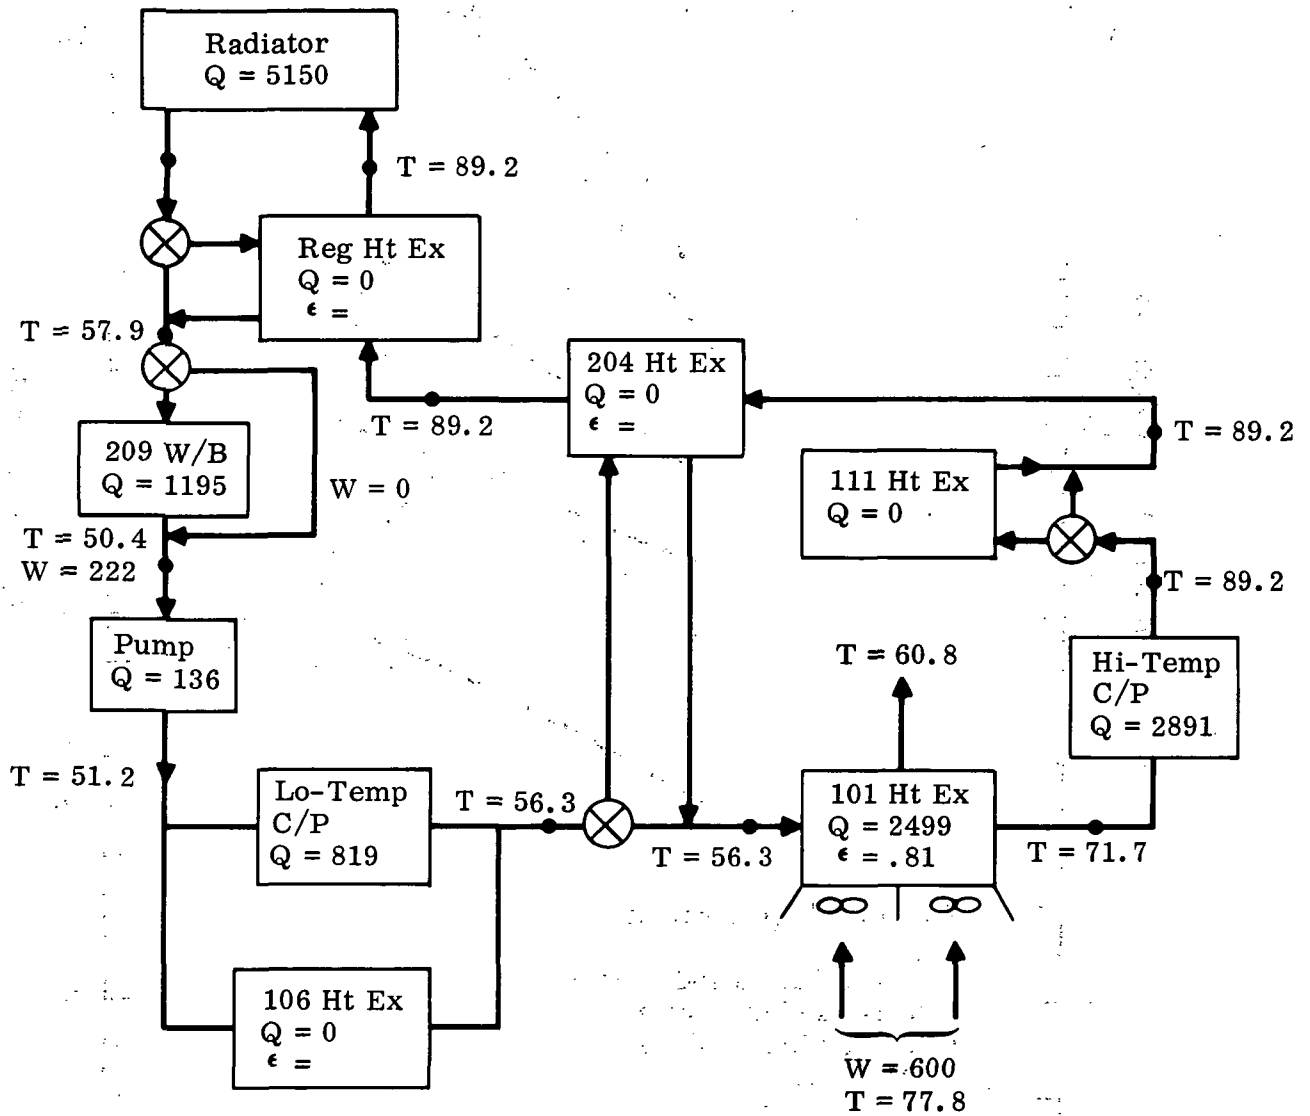 Radiator
Q = 5150
T = 89.2
Reg Ht Ex
Q = 0
ϵ =
T = 57.9
204 Ht Ex
Q = 0
ϵ =
T = 89.2
T = 89.2
209 W/B
Q = 1195
W = 0
111 Ht Ex
Q = 0
T = 50.4
W = 222
T = 89.2
Pump
Q = 136
T = 60.8
Hi-Temp
C/P
Q = 2891
T = 51.2
Lo-Temp
C/P
Q = 819
T = 56.3
T = 56.3
101 Ht Ex
Q = 2499
ϵ = .81
T = 71.7
106 Ht Ex
Q = 0
ϵ =
W = 600
T = 77.8